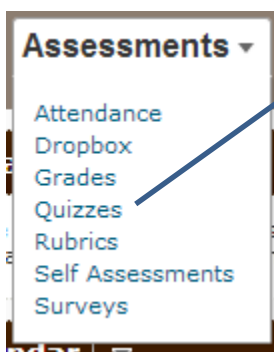 Assessments
Attendance
Dropbox
Grades
Quizzes
Rubrics
Self Assessments
Surveys